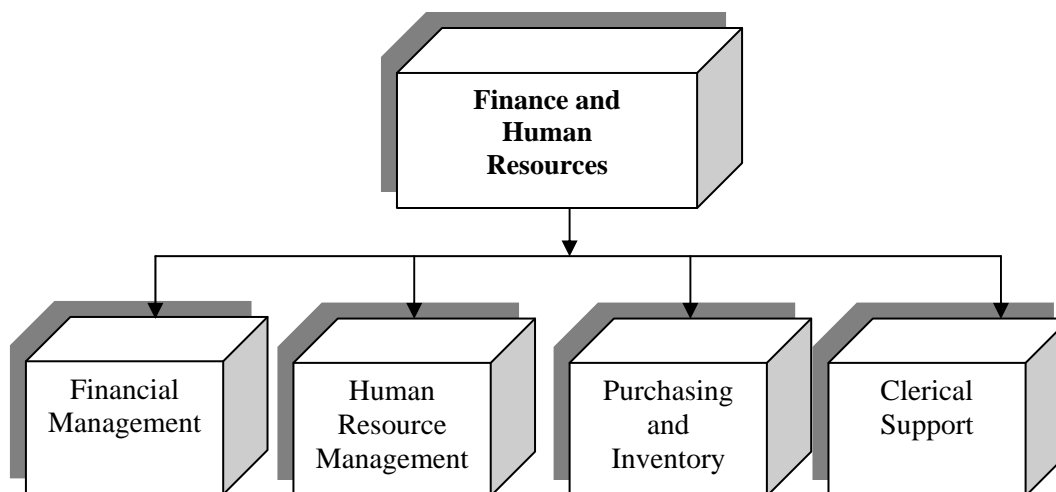 Finance and
Human
Resources
Financial
Management
Human
Resource
Management
Purchasing
and
Inventory
Clerical
Support